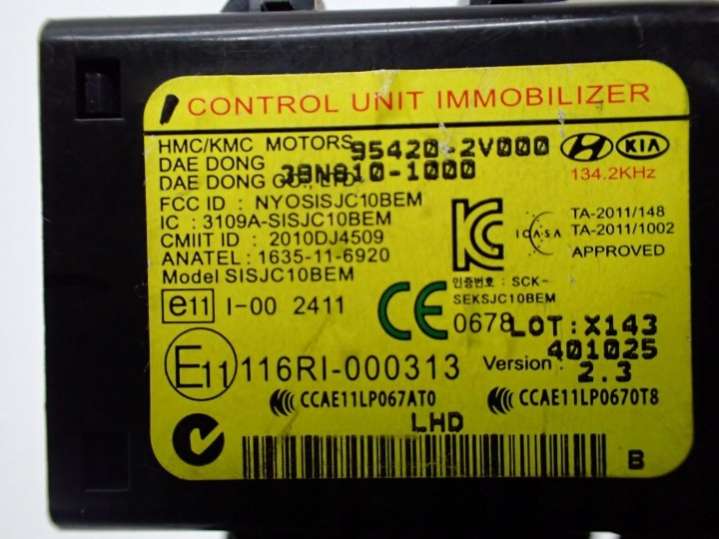 CONTROL UNIT IMMOBILIZER
HMC/KMC MOTORS 95420-2V000 KIA
DAE DONG 39N810-1000 134.2KHz
DAE DONG CO., LTD
FCC ID : NYOSISJC10BEM
IC : 3109A-SISJC10BEM
CMIIT ID : 2010DJ4509
ANATEL: 1635-11-6920
Model SISJC10BEM
ICASA
TA-2011/148
TA-2011/1002
APPROVED
인증번호 : SCK-
SEKSJC10BEM
e11 I-00 2411
CE 0678 LOT:X143
401025
E11 116RI-000313 Version : 2.3
CCAE11LP067AT0 CCAE11LP0670T8
LHD
B